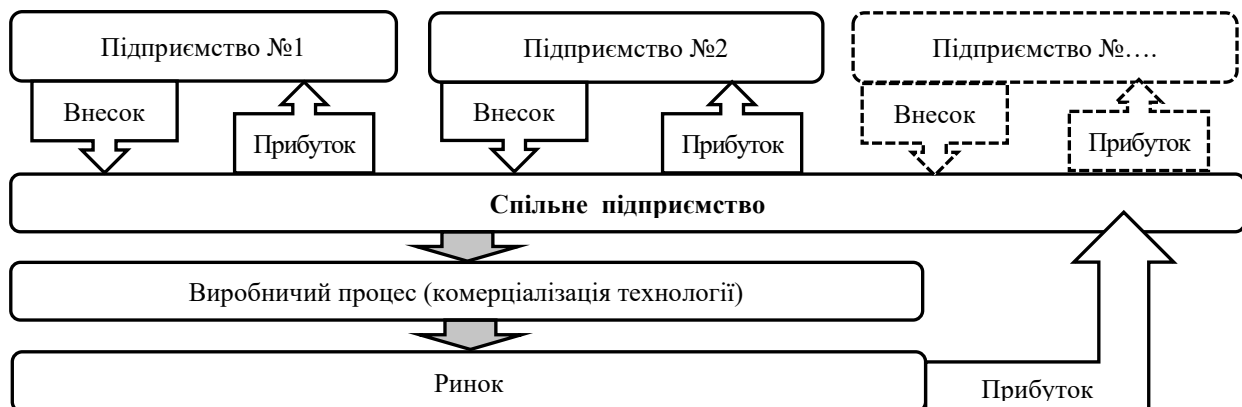 Підприємство №1
Підприємство №2
Підприємство №….
Внесок
Прибуток
Внесок
Прибуток
Внесок
Прибуток
Спільне підприємство
Виробничий процес (комерціалізація технології)
Ринок
Прибуток